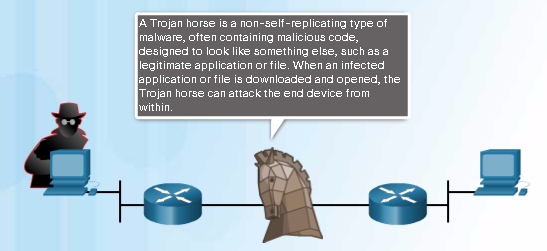 A Trojan horse is a non-self-replicating type of
malware, often containing malicious code,
designed to look like something else, such as a
legitimate application or file. When an infected
application or file is downloaded and opened, the
Trojan horse can attack the end device from
within.